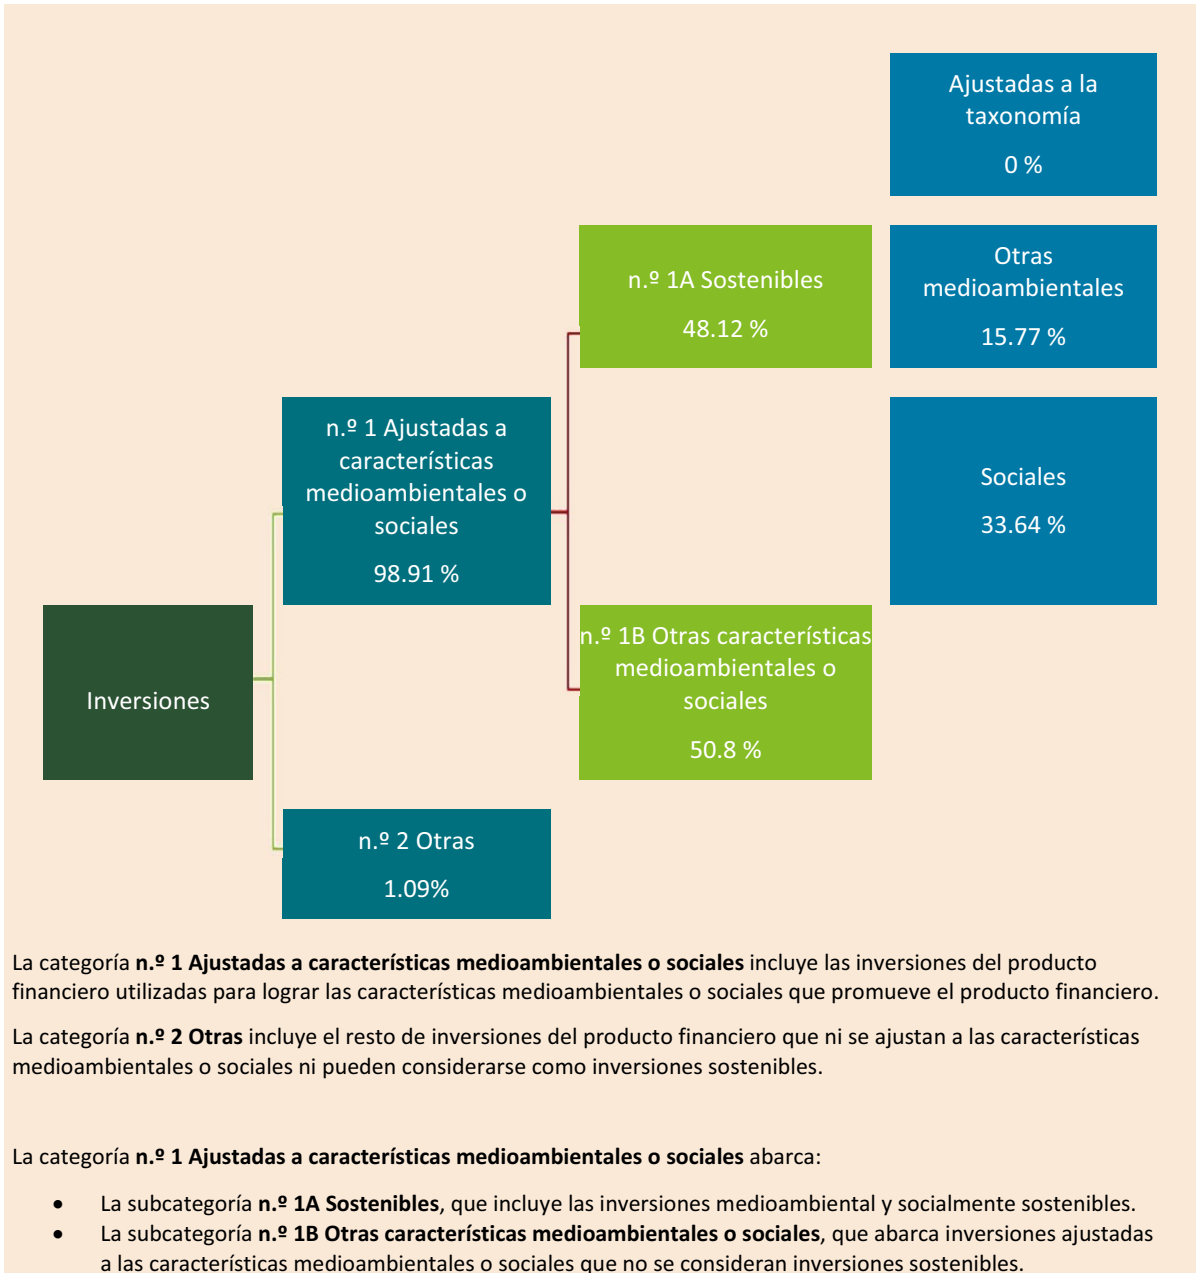 Ajustadas a la
taxonomía
0 %
n.º 1A Sostenibles
48.12 %
Otras
medioambientales
15.77 %
n.º 1 Ajustadas a
características
medioambientales o
sociales
98.91 %
Sociales
33.64 %
Inversiones
n.º 1B Otras características
medioambientales o
sociales
50.8 %
n.º 2 Otras
1.09%
La categoría n.º 1 Ajustadas a características medioambientales o sociales incluye las inversiones del producto
financiero utilizadas para lograr las características medioambientales o sociales que promueve el producto financiero.
La categoría n.º 2 Otras incluye el resto de inversiones del producto financiero que ni se ajustan a las características
medioambientales o sociales ni pueden considerarse como inversiones sostenibles.
La categoría n.º 1 Ajustadas a características medioambientales o sociales abarca:
• La subcategoría n.º 1A Sostenibles, que incluye las inversiones medioambiental y socialmente sostenibles.
• La subcategoría n.º 1B Otras características medioambientales o sociales, que abarca inversiones ajustadas
a las características medioambientales o sociales que no se consideran inversiones sostenibles.